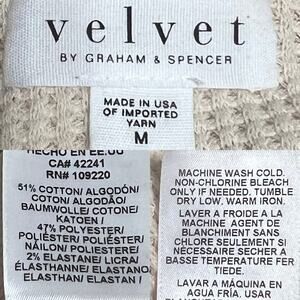 velvet
BY GRAHAM & SPENCER
MADE IN USA
OF IMPORTED
YARN
M
HECHO EN EE.UU
CA# 42241
RN# 109220
51% COTTON/ ALGODÓN/
COTON/ ALGODÃO/
BAUMWOLLE/ COTONE/
KATOEN /
47% POLYESTER/
POLIÉSTER/ POLIÉSTER/
NÁILON/ POLIESTERE/
2% ELASTANE/ LICRA/
ÉLASTHANNE/ ELASTANO/
ELASTHAN/ ELASTAN
MACHINE WASH COLD.
NON-CHLORINE BLEACH
ONLY IF NEEDED. TUMBLE
DRY LOW, WARM IRON.
LAVER A FROIDE A LA
MACHINE AGENT DE
BLANCHIMENT SANS
CHLORE SEULEMENT SI
NÉCESSAIRE SECHER A
BASSE TEMPERATURE FER
TIEDE.
LAVAR A MÁQUINA EN
AGUA FRÍA. USAR